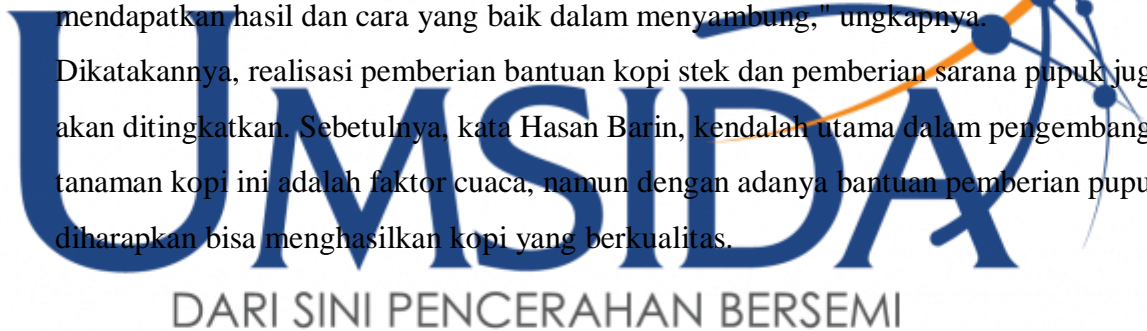 mendapatkan hasil dan cara yang baik dalam menyambung," ungkapnya.
Dikatakannya, realisasi pemberian bantuan kopi stek dan pemberian sarana pupuk jug
akan ditingkatkan. Sebetulnya, kata Hasan Barin, kendalah utama dalam pengembang
tanaman kopi ini adalah faktor cuaca, namun dengan adanya bantuan pemberian pupu
diharapkan bisa menghasilkan kopi yang berkualitas.
UMSIDA
DARI SINI PENCERAHAN BERSEMI